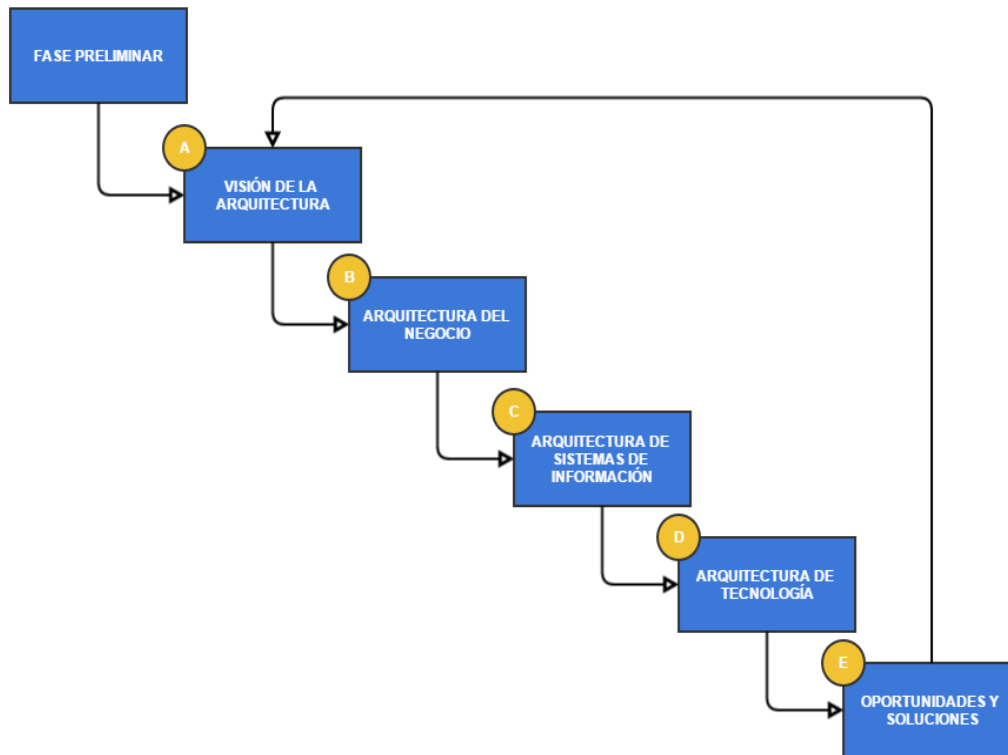 FASE PRELIMINAR
A
VISIÓN DE LA
ARQUITECTURA
B
ARQUITECTURA DEL
NEGOCIO
C
ARQUITECTURA DE
SISTEMAS DE
INFORMACIÓN
D
ARQUITECTURA DE
TECNOLOGÍA
E
OPORTUNIDADES Y
SOLUCIONES